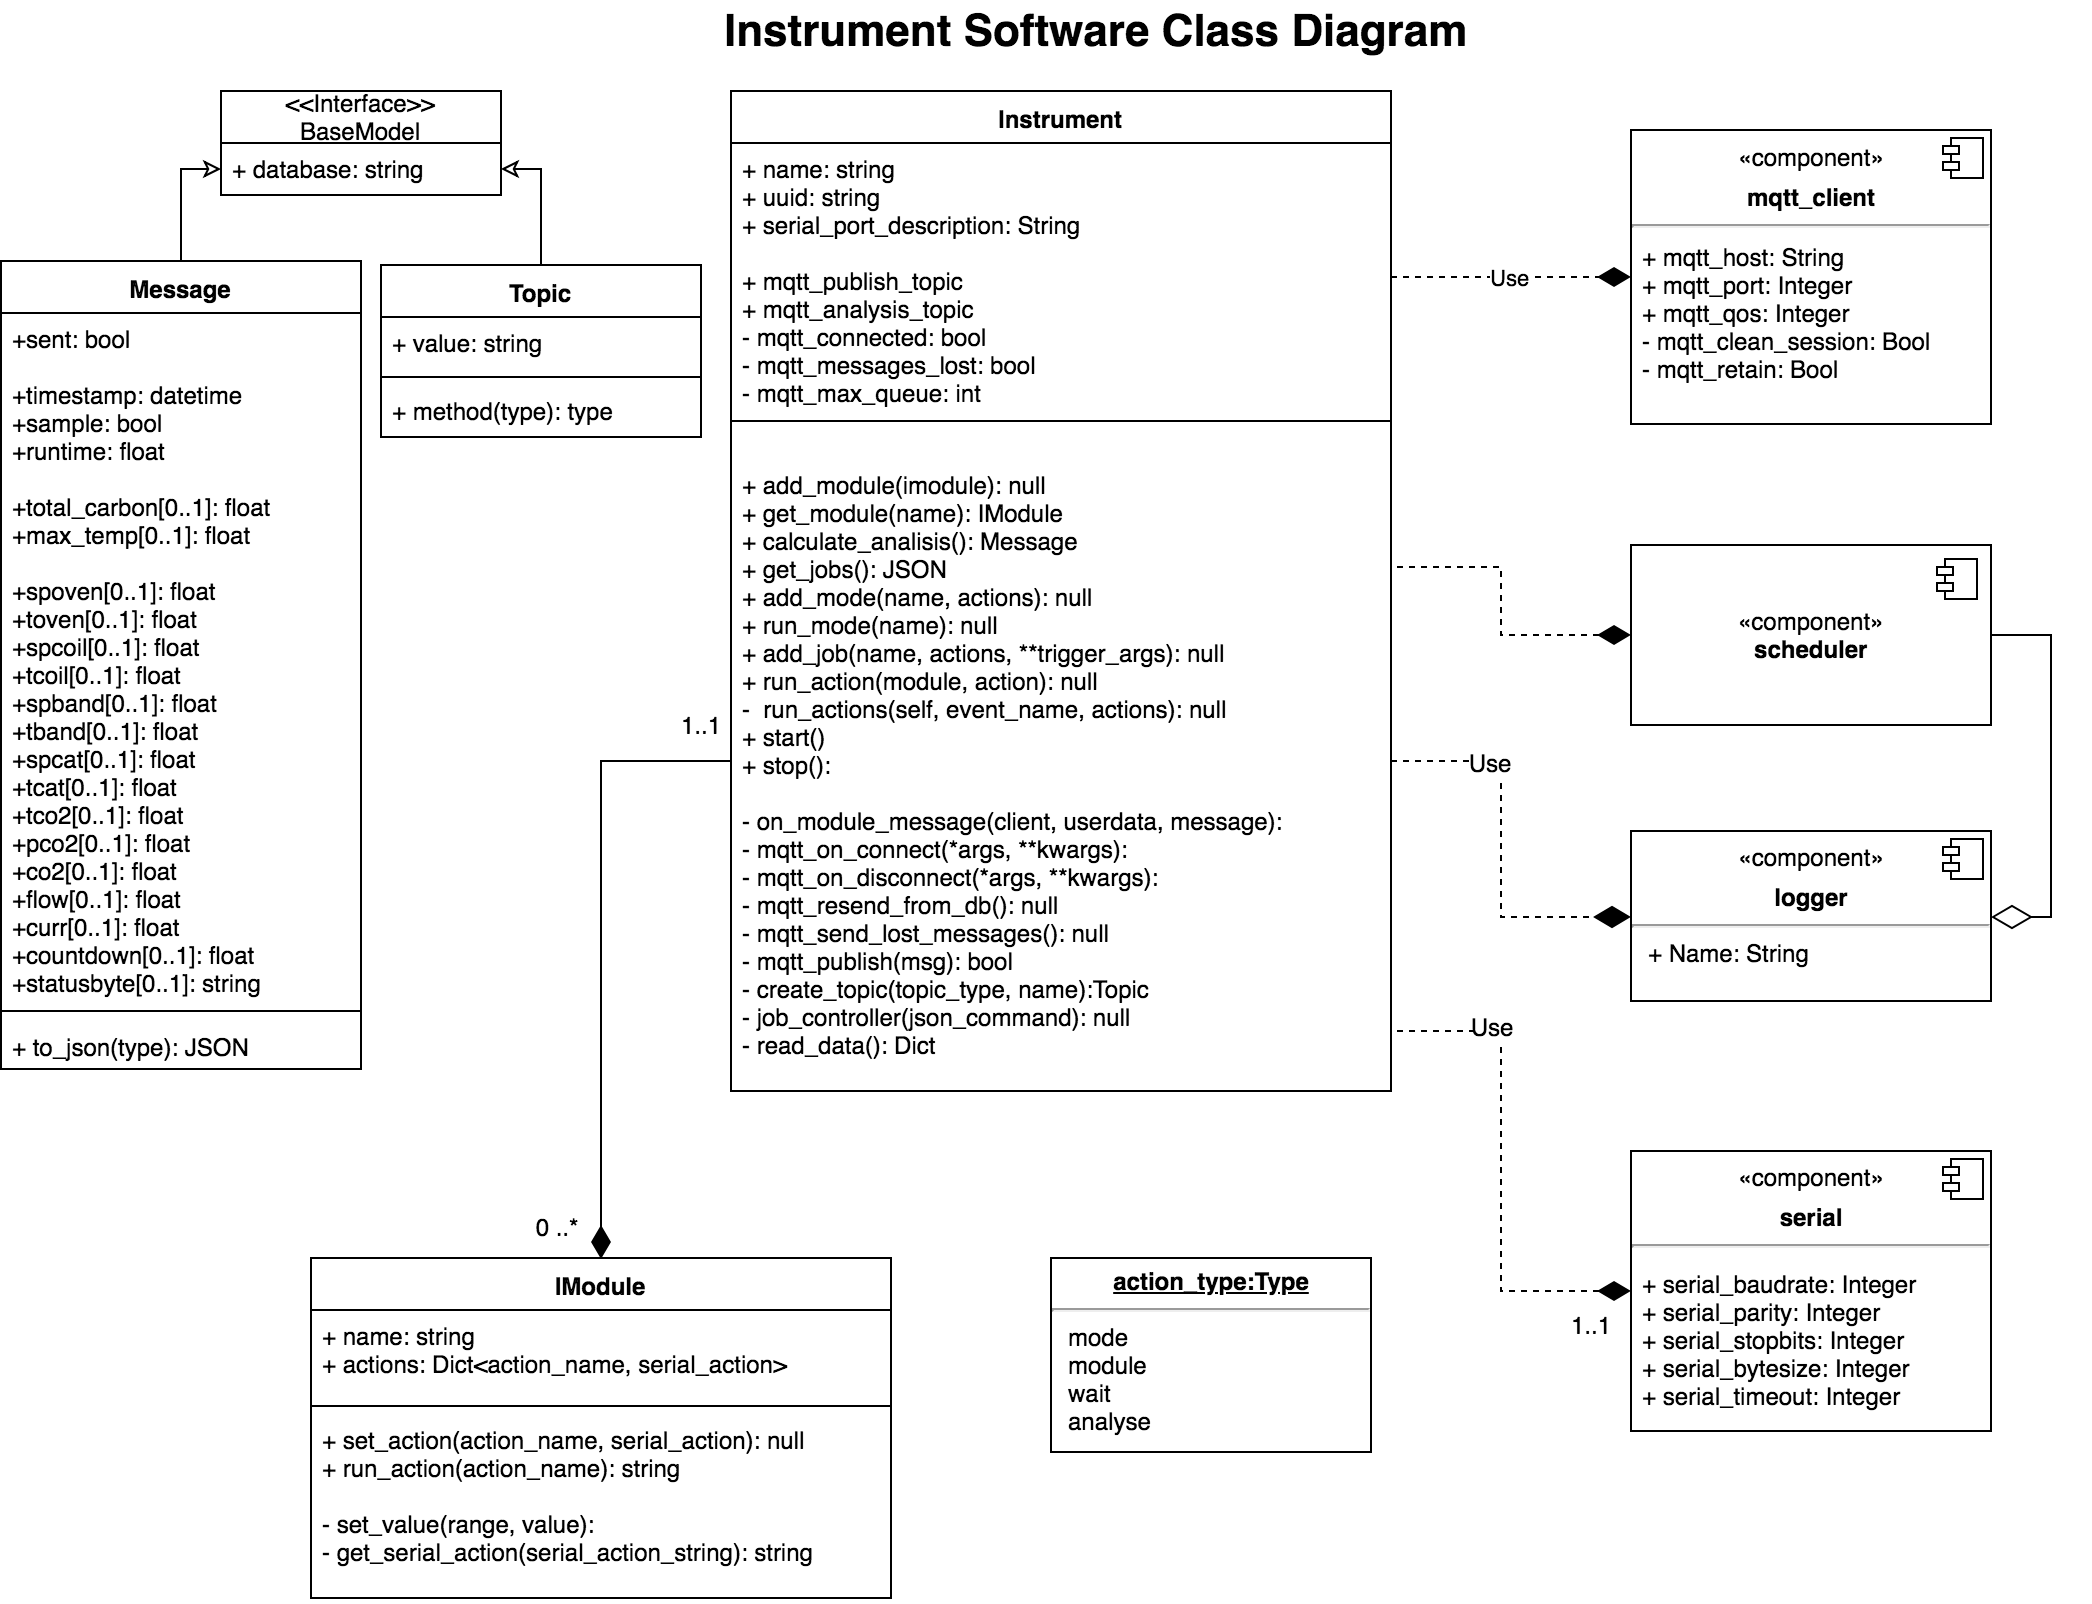 Instrument Software Class Diagram
<<Interface>>
BaseModel
+ database: string
Message
+sent: bool
+timestamp: datetime
+sample: bool
+runtime: float
+total_carbon[0..1]: float
+max_temp[0..1]: float
+spoven[0..1]: float
+toven[0..1]: float
+spcoil[0..1]: float
+tcoil[0..1]: float
+spband[0..1]: float
+tband[0..1]: float
+spcat[0..1]: float
+tcat[0..1]: float
+tco2[0..1]: float
+pco2[0..1]: float
+co2[0..1]: float
+flow[0..1]: float
+curr[0..1]: float
+countdown[0..1]: float
+statusbyte[0..1]: string
+ to_json(type): JSON
Topic
+ value: string
+ method(type): type
Instrument
+ name: string
+ uuid: string
+ serial_port_description: String
+ mqtt_publish_topic
+ mqtt_analysis_topic
- mqtt_connected: bool
- mqtt_messages_lost: bool
- mqtt_max_queue: int
+ add_module(imodule): null
+ get_module(name): IModule
+ calculate_analisis(): Message
+ get_jobs(): JSON
+ add_mode(name, actions): null
+ run_mode(name): null
+ add_job(name, actions, **trigger_args): null
+ run_action(module, action): null
- run_actions(self, event_name, actions): null
+ start()
+ stop():
- on_module_message(client, userdata, message):
- mqtt_on_connect(*args, **kwargs):
- mqtt_on_disconnect(*args, **kwargs):
- mqtt_resend_from_db(): null
- mqtt_send_lost_messages(): null
- mqtt_publish(msg): bool
- create_topic(topic_type, name):Topic
- job_controller(json_command): null
- read_data(): Dict
1..1
0 ..*
IModule
+ name: string
+ actions: Dict<action_name, serial_action>
+ set_action(action_name, serial_action): null
+ run_action(action_name): string
- set_value(range, value):
- get_serial_action(serial_action_string): string
action_type:Type
mode
module
wait
analyse
Use
«component»
mqtt_client
+ mqtt_host: String
+ mqtt_port: Integer
+ mqtt_qos: Integer
- mqtt_clean_session: Bool
- mqtt_retain: Bool
«component»
scheduler
Use
«component»
logger
+ Name: String
Use
1..1
«component»
serial
+ serial_baudrate: Integer
+ serial_parity: Integer
+ serial_stopbits: Integer
+ serial_bytesize: Integer
+ serial_timeout: Integer